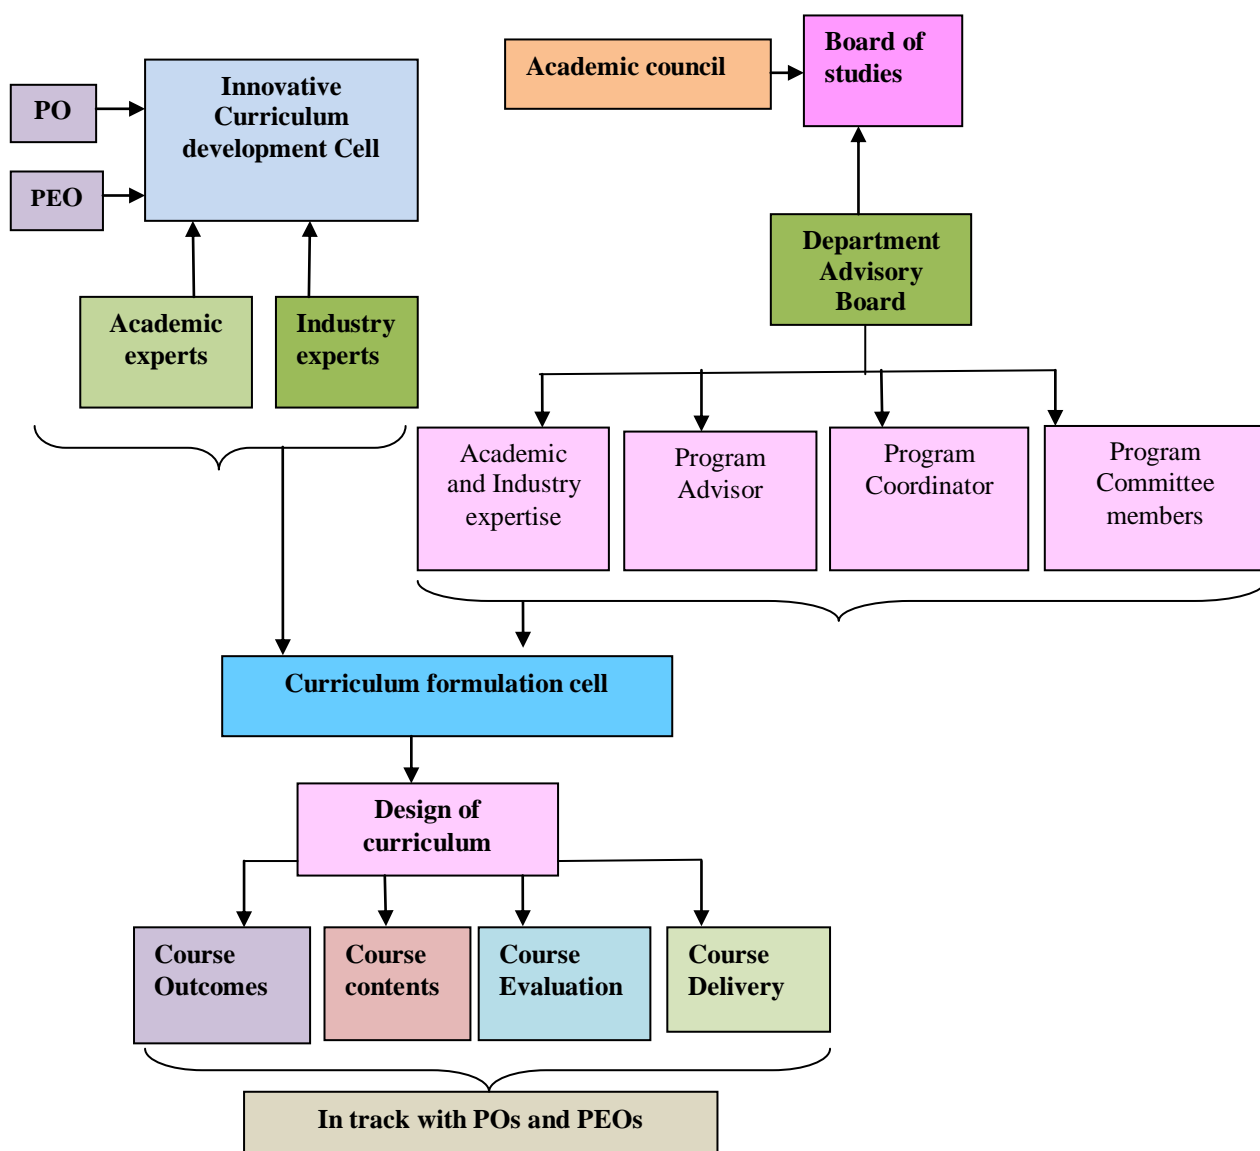 Academic council
Board of
studies
PO
PEO
Innovative
Curriculum
development Cell
Department
Advisory
Board
Academic
experts
Industry
experts
Academic
and Industry
expertise
Program
Advisor
Program
Coordinator
Program
Committee
members
Curriculum formulation cell
Design of
curriculum
Course
Outcomes
Course
contents
Course
Evaluation
Course
Delivery
In track with POs and PEOs